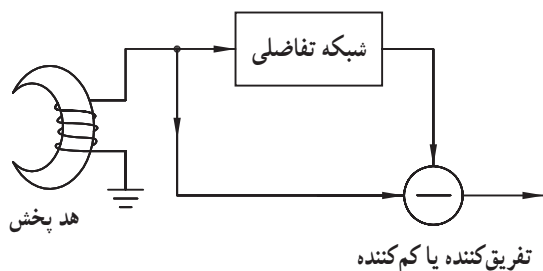 شبکه تفاضلی
هد پخش
تفریق‌کننده یا کم‌کننده